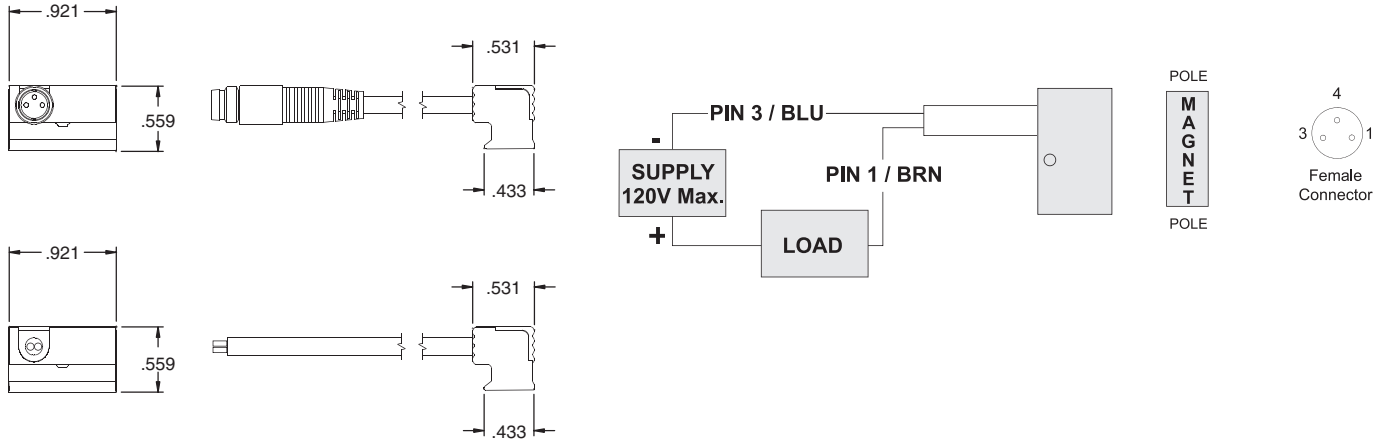 .921
.559
.531
.433
PIN 3 / BLU
-
SUPPLY
120V Max.
+
PIN 1 / BRN
LOAD
POLE
MAGNET
POLE
4
3
1
Female
Connector
.921
.559
.531
.433